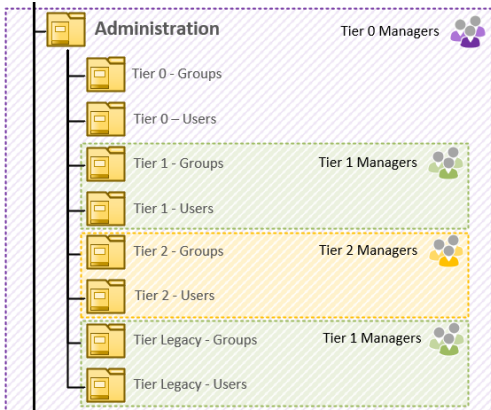 Administration Tier 0 Managers
Tier 0 - Groups
Tier 0 – Users
Tier 1 - Groups Tier 1 Managers
Tier 1 - Users
Tier 2 - Groups Tier 2 Managers
Tier 2 - Users
Tier Legacy - Groups Tier 1 Managers
Tier Legacy - Users